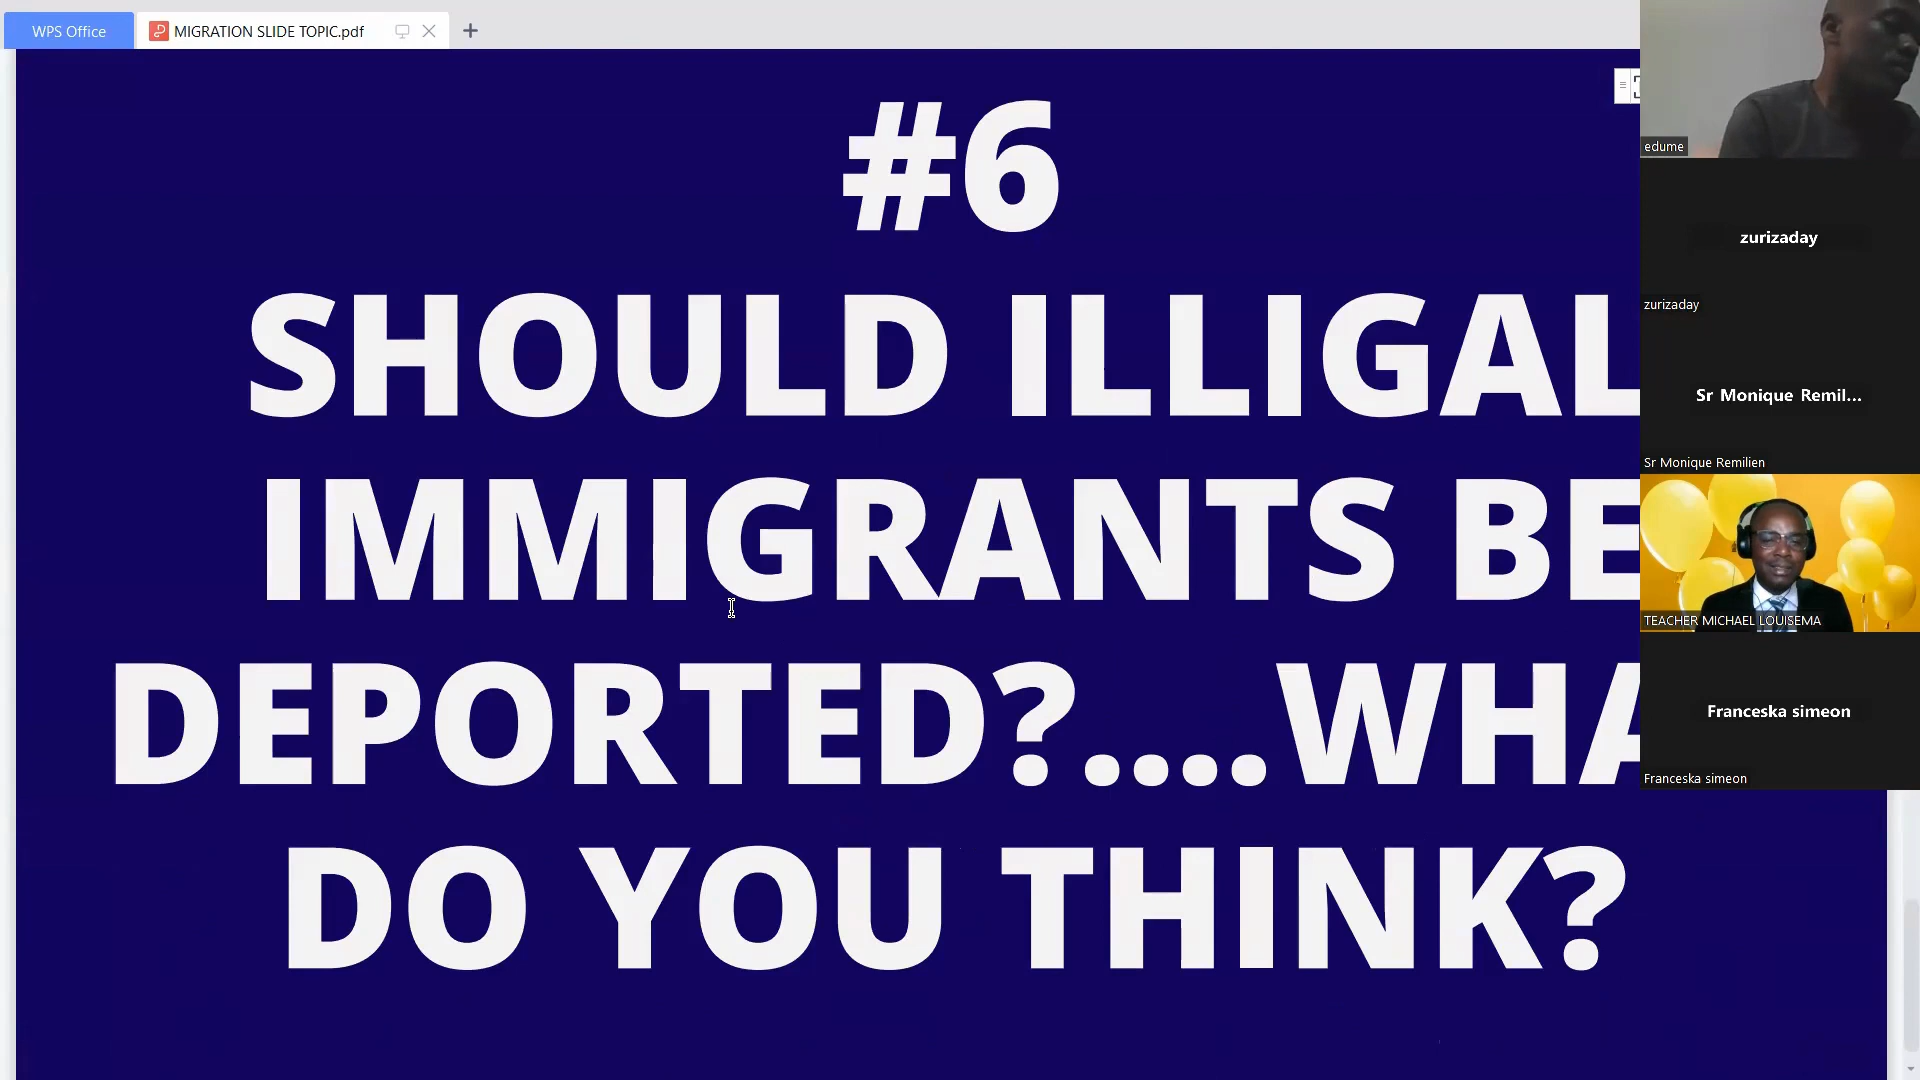 WPS Office
MIGRATION SLIDE TOPIC.pdf
#6
SHOULD ILLIGAL
IMMIGRANTS BE
DEPORTED?....WHA
DO YOU THINK?
edume
zurizaday
zurizaday
Sr Monique Remil...
Sr Monique Remilien
TEACHER MICHAEL LOUISEMA
Franceska simeon
Franceska simeon